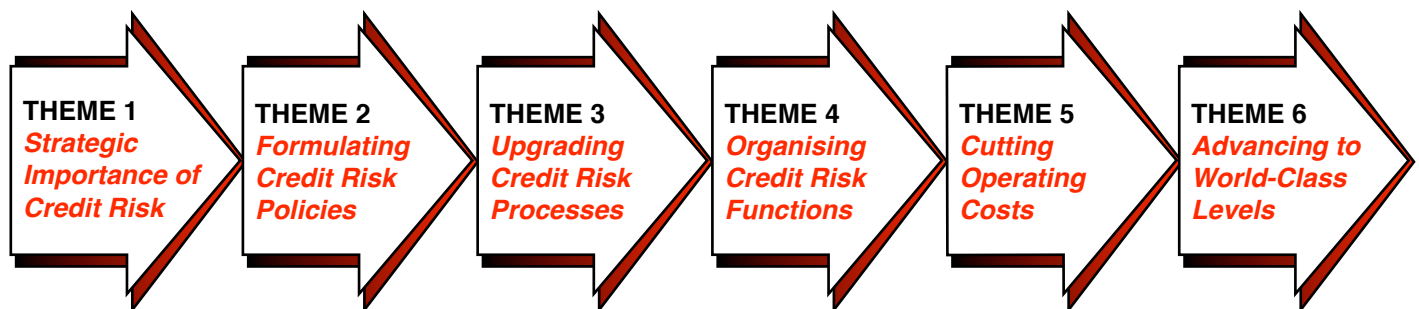 THEME 1
Strategic
Importance of
Credit Risk
THEME 2
Formulating
Credit Risk
Policies
THEME 3
Upgrading
Credit Risk
Processes
THEME 4
Organising
Credit Risk
Functions
THEME 5
Cutting
Operating
Costs
THEME 6
Advancing to
World-Class
Levels